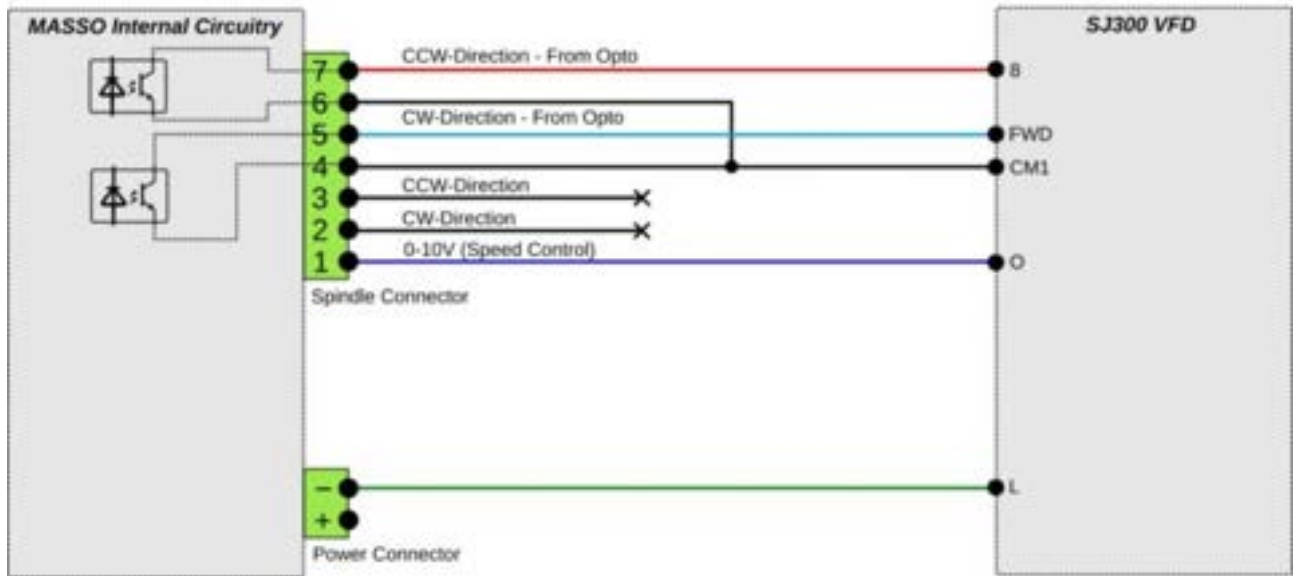 MASSO Internal Circuitry
SJ300 VFD
CCW-Direction - From Opto
7
8
6
CW-Direction - From Opto
5
FWD
4
CM1
CCW-Direction
3
CW-Direction
2
0-10V (Speed Control)
1
O
Spindle Connector
−
L
+
Power Connector